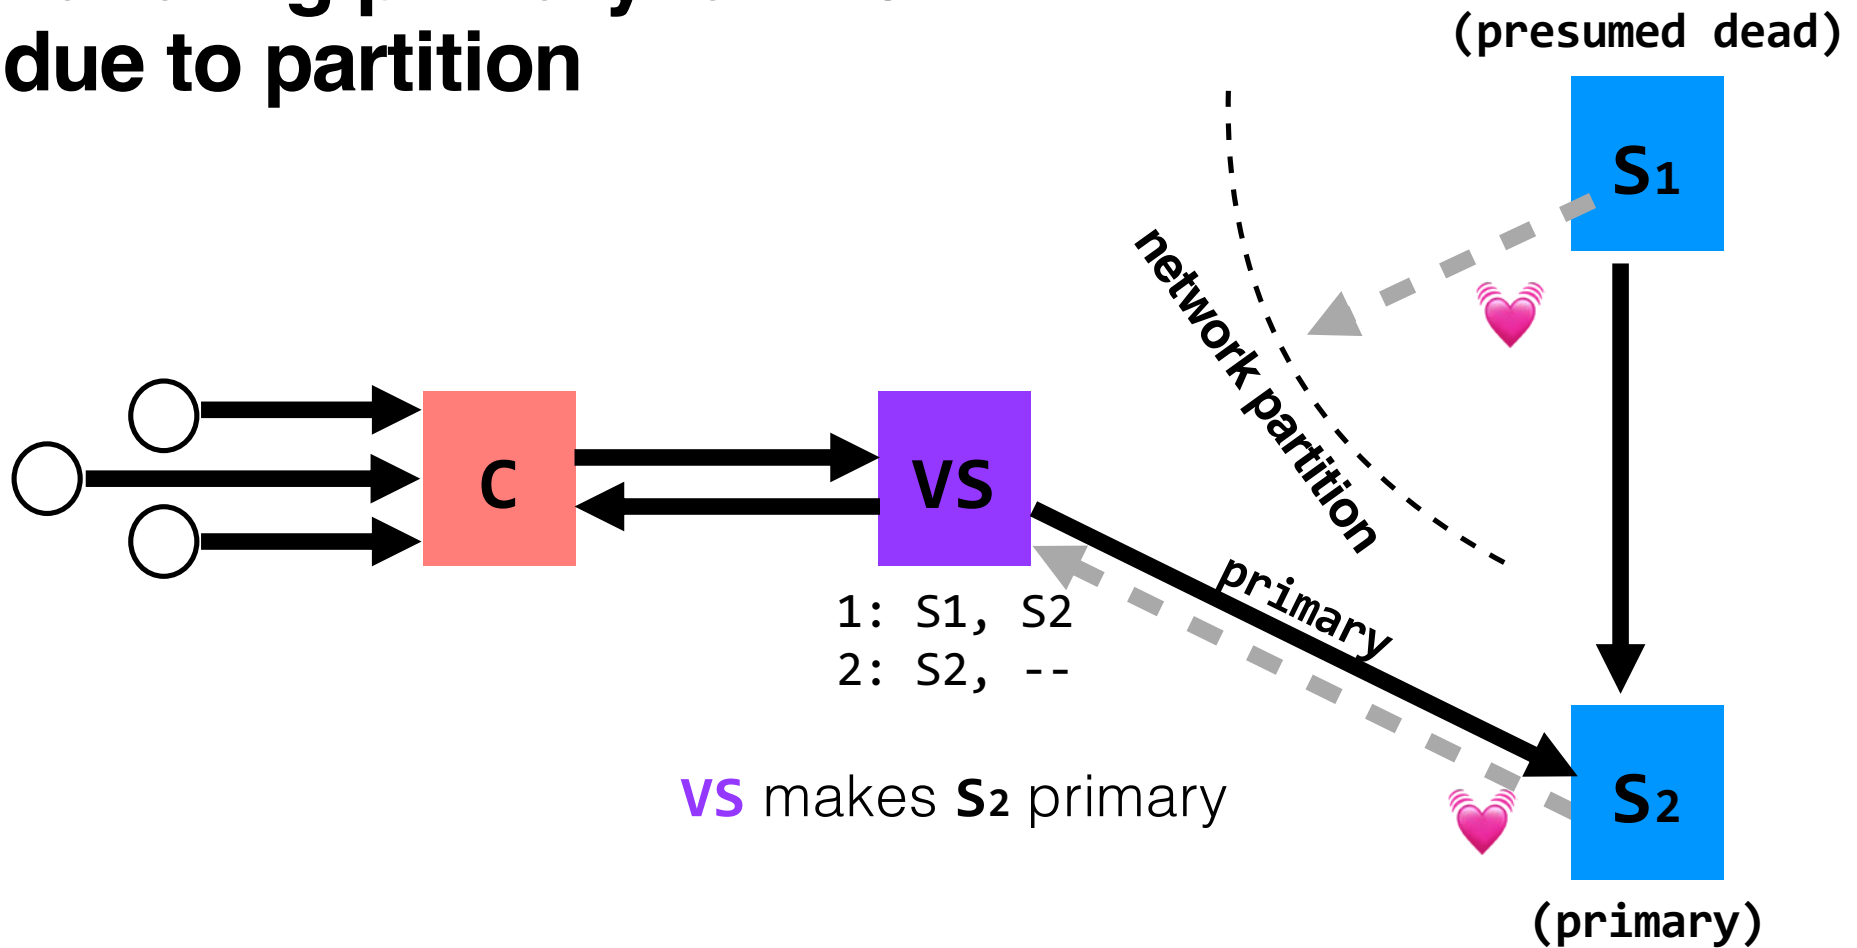 due to partition
(presumed dead)
S1
network partition
C
VS
primary
1: S1, S2
2: S2, --
VS makes S2 primary
S2
(primary)